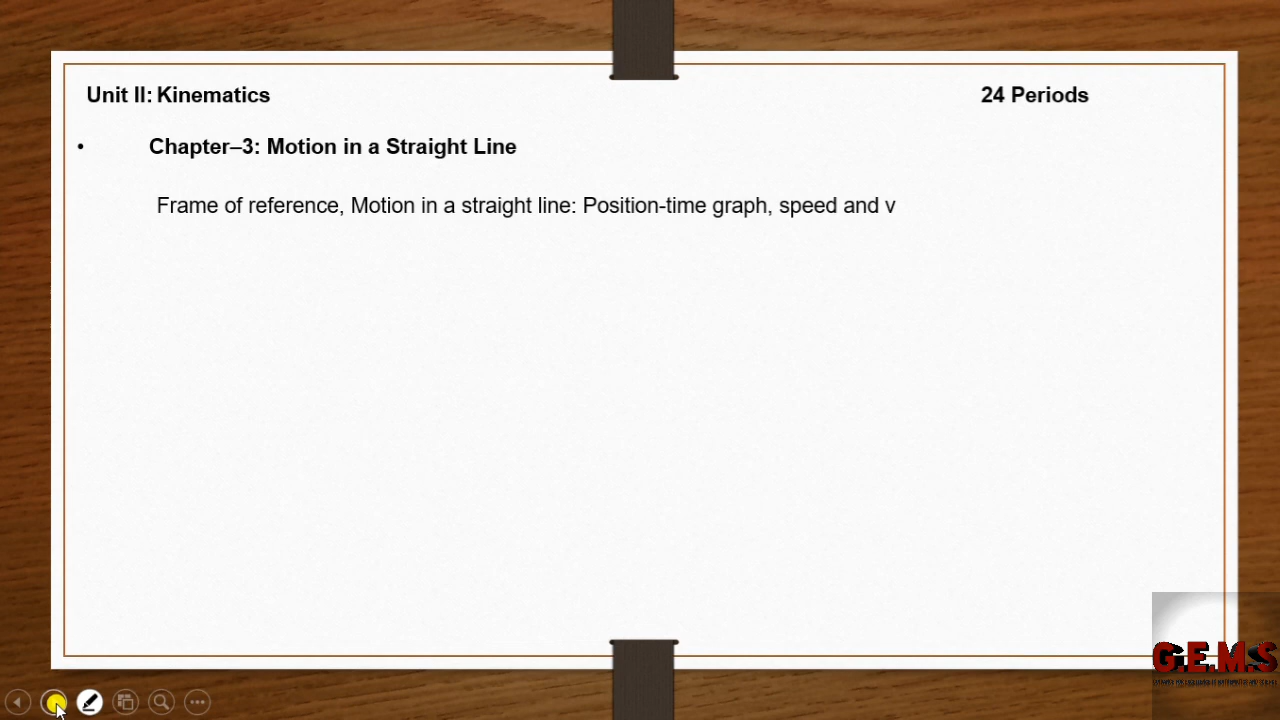 Unit II: Kinematics 24 Periods
• Chapter–3: Motion in a Straight Line
Frame of reference, Motion in a straight line: Position-time graph, speed and v
G.E.M.S